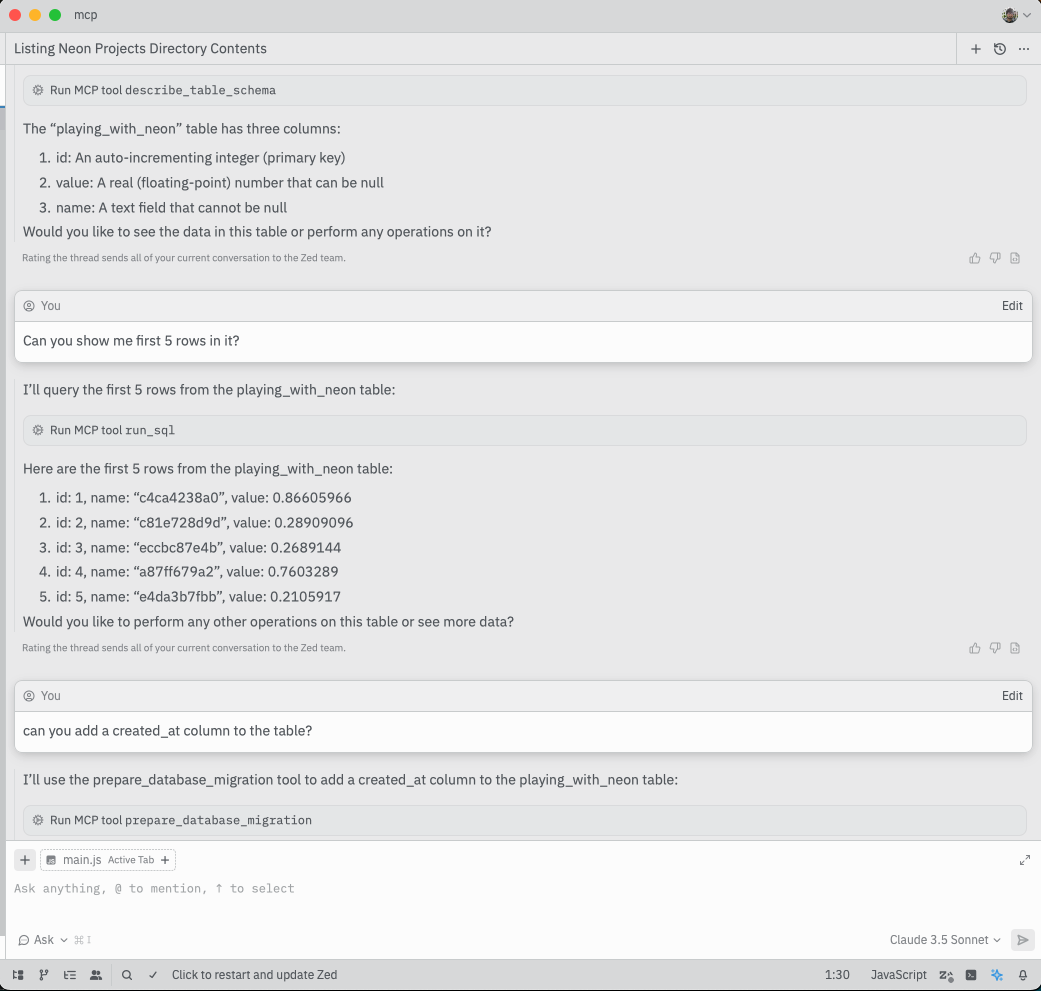 mcp
Listing Neon Projects Directory Contents
Run MCP tool describe_table_schema
The “playing_with_neon” table has three columns:
1. id: An auto-incrementing integer (primary key)
2. value: A real (floating-point) number that can be null
3. name: A text field that cannot be null
Would you like to see the data in this table or perform any operations on it?
Rating the thread sends all of your current conversation to the Zed team.
You Edit
Can you show me first 5 rows in it?
I’ll query the first 5 rows from the playing_with_neon table:
Run MCP tool run_sql
Here are the first 5 rows from the playing_with_neon table:
1. id: 1, name: “c4ca4238a0”, value: 0.86605966
2. id: 2, name: “c81e728d9d”, value: 0.28909096
3. id: 3, name: “eccbc87e4b”, value: 0.2689144
4. id: 4, name: “a87ff679a2”, value: 0.7603289
5. id: 5, name: “e4da3b7fbb”, value: 0.2105917
Would you like to perform any other operations on this table or see more data?
Rating the thread sends all of your current conversation to the Zed team.
You Edit
can you add a created_at column to the table?
I’ll use the prepare_database_migration tool to add a created_at column to the playing_with_neon table:
Run MCP tool prepare_database_migration
+ main.js Active Tab +
Ask anything, @ to mention, ↑ to select
Ask ⌘I Claude 3.5 Sonnet
Click to restart and update Zed 1:30 JavaScript